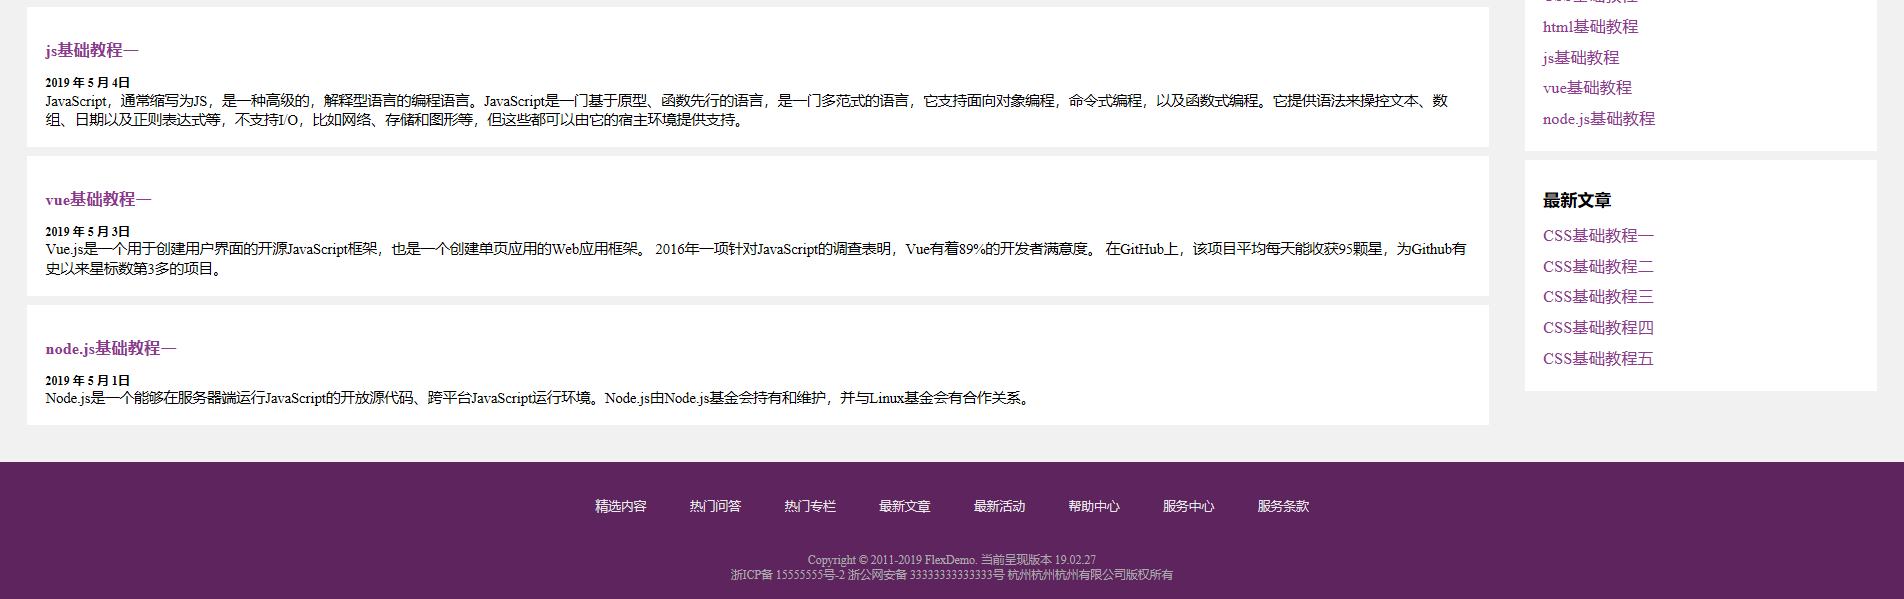 js基础教程一
2019 年 5 月 4日
JavaScript，通常缩写为JS，是一种高级的，解释型语言的编程语言。JavaScript是一门基于原型、函数先行的语言，是一门多范式的语言，它支持面向对象编程，命令式编程，以及函数式编程。它提供语法来操控文本、数
组、日期以及正则表达式等，不支持I/O，比如网络、存储和图形等，但这些都可以由它的宿主环境提供支持。
vue基础教程一
2019 年 5 月 3日
Vue.js是一个用于创建用户界面的开源JavaScript框架，也是一个创建单页应用的Web应用框架。 2016年一项针对JavaScript的调查表明，Vue有着89%的开发者满意度。 在GitHub上，该项目平均每天能收获95颗星，为Github有
史以来星标数第3多的项目。
node.js基础教程一
2019 年 5 月 1日
Node.js是一个能够在服务器端运行JavaScript的开放源代码、跨平台JavaScript运行环境。Node.js由Node.js基金会持有和维护，并与Linux基金会有合作关系。
html基础教程
js基础教程
vue基础教程
node.js基础教程
最新文章
CSS基础教程一
CSS基础教程二
CSS基础教程三
CSS基础教程四
CSS基础教程五
精选内容 热门问答 热门专栏 最新文章 最新活动 帮助中心 服务中心 服务条款
Copyright © 2011-2019 FlexDemo. 当前呈现版本 19.02.27
浙ICP备 15555555号-2 浙公网安备 33333333333333号 杭州杭州杭州有限公司版权所有